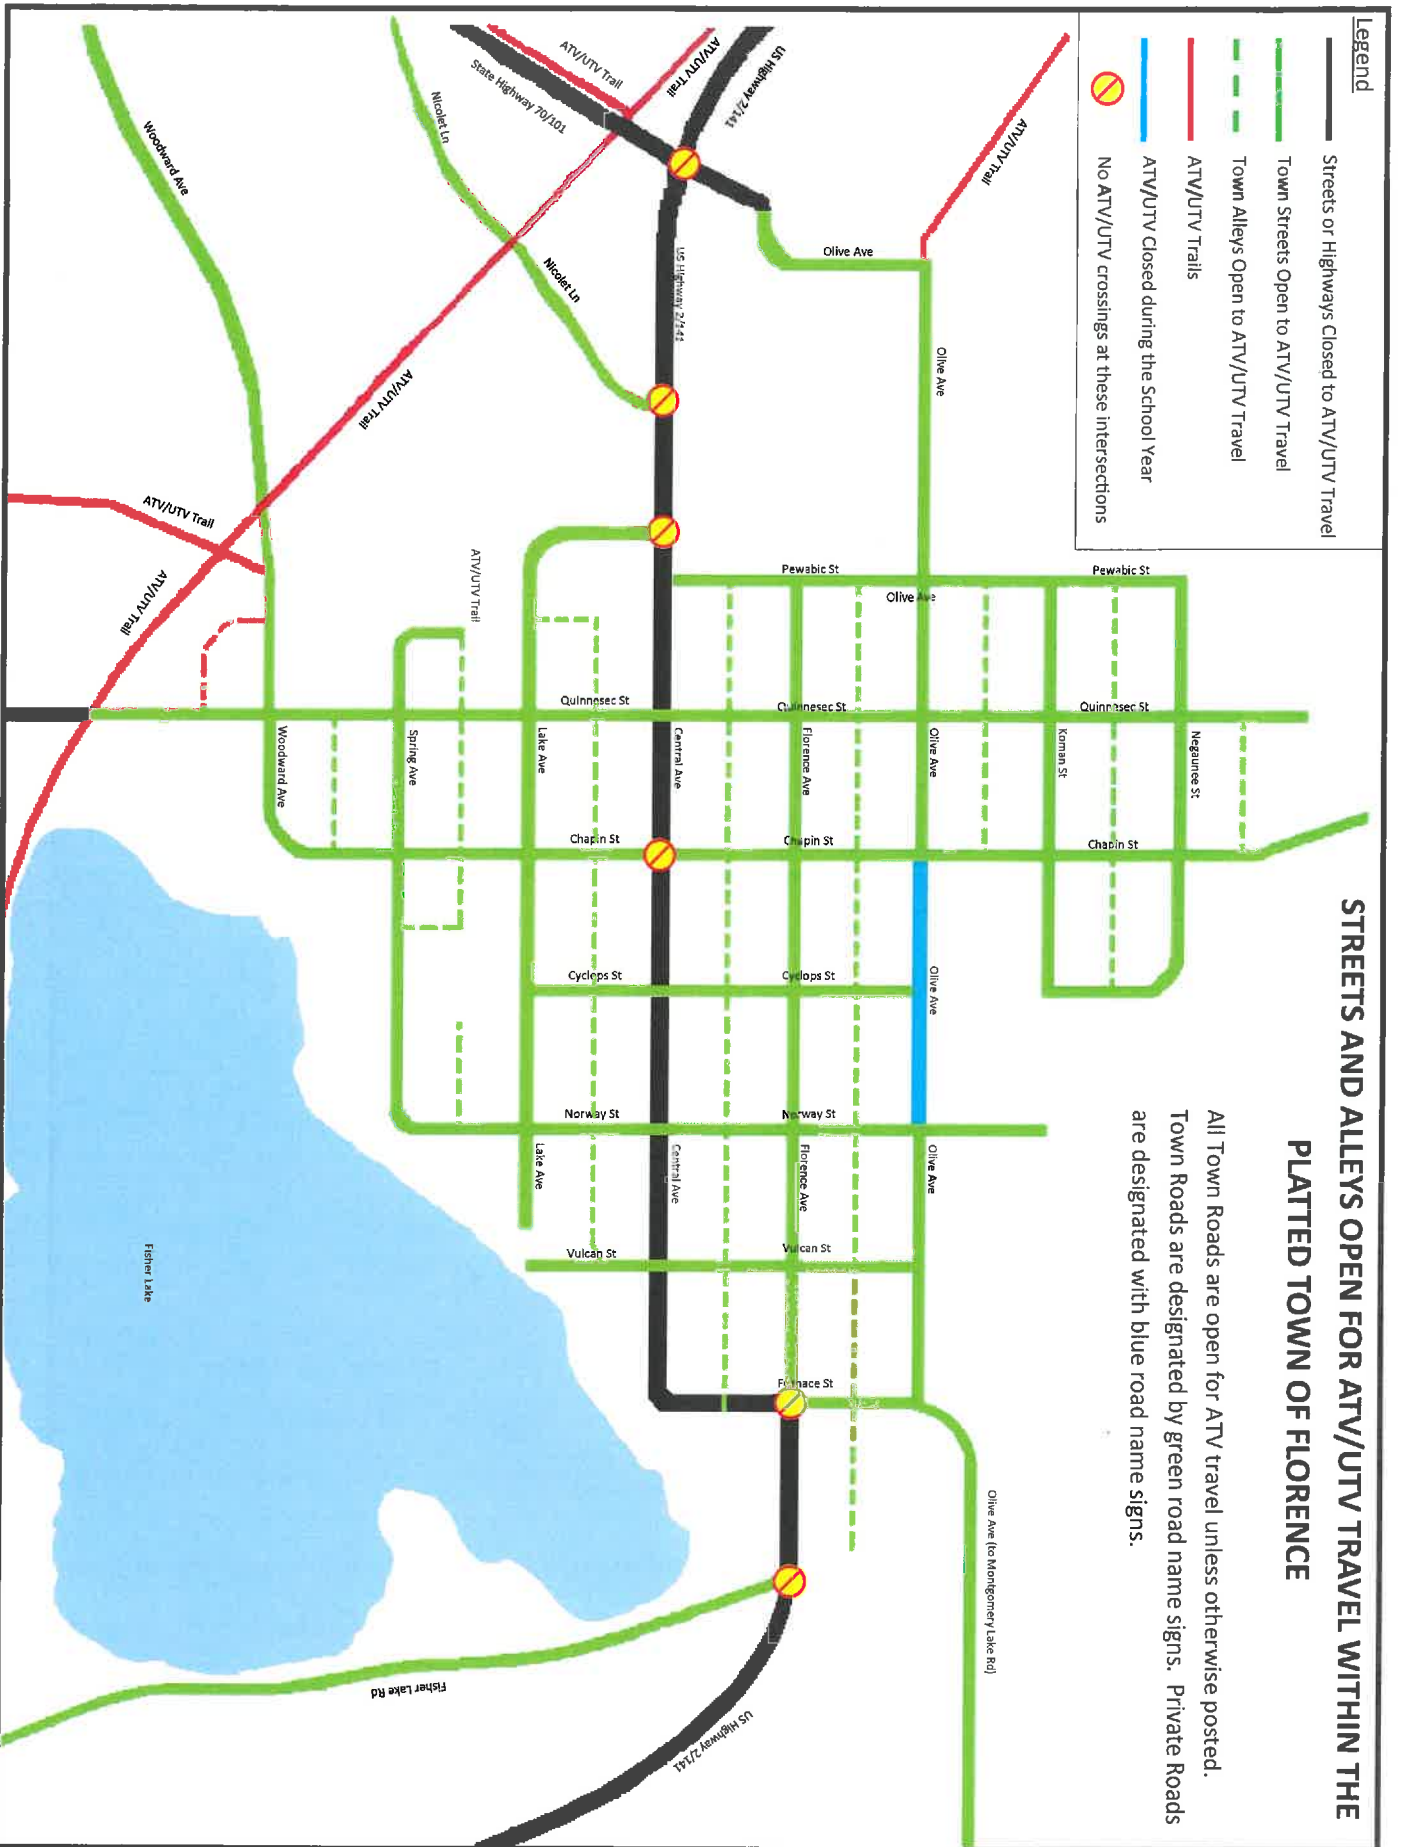 STREETS AND ALLEYS OPEN FOR ATV/UTV TRAVEL WITHIN THE
PLATTED TOWN OF FLORENCE
All Town Roads are open for ATV travel unless otherwise posted.
Town Roads are designated by green road name signs. Private Roads
are designated with blue road name signs.
Legend
Streets or Highways Closed to ATV/UTV Travel
Town Streets Open to ATV/UTV Travel
Town Alleys Open to ATV/UTV Travel
ATV/UTV Trails
ATV/UTV Closed during the School Year
No ATV/UTV crossings at these intersections
ATV/UTV Trail
US Highway 2/141
ATV/UTV Trail
ATV/UTV Trail
State Highway 70/101
Nicolet Ln
Woodward Ave
Olive Ave
Olive Ave
US Highway 2/141
Nicolet Ln
ATV/UTV Trail
ATV/UTV Trail
ATV/UTV Trail
ATV/UTV Trail
Pewabic St
Pewabic St
Olive Ave
Quinnesec St
Quinnesec St
Quinnesec St
Negaunee St
Koman St
Olive Ave
Florence Ave
Central Ave
Lake Ave
Spring Ave
Woodward Ave
Chapin St
Chapin St
Chapin St
Olive Ave
Cyclops St
Cyclops St
Norway St
Norway St
Olive Ave
Florence Ave
Central Ave
Lake Ave
Vulcan St
Vulcan St
Furnace St
Olive Ave (to Montgomery Lake Rd)
Fisher Lake
Fisher Lake Rd
US Highway 2/141